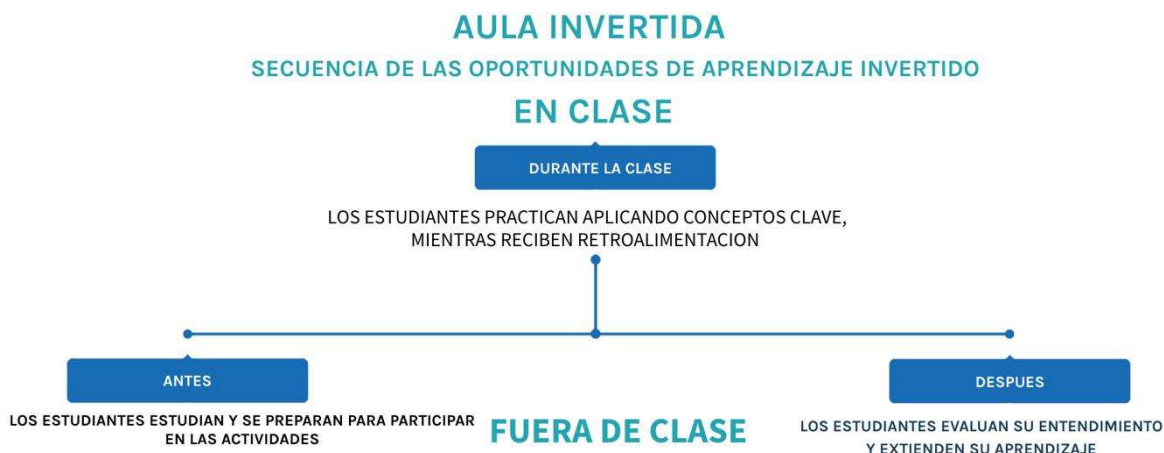 AULA INVERTIDA
SECUENCIA DE LAS OPORTUNIDADES DE APRENDIZAJE INVERTIDO
EN CLASE
DURANTE LA CLASE
LOS ESTUDIANTES PRACTICAN APLICANDO CONCEPTOS CLAVE,
MIENTRAS RECIBEN RETROALIMENTACION
ANTES
LOS ESTUDIANTES ESTUDIAN Y SE PREPARAN PARA PARTICIPAR
EN LAS ACTIVIDADES
FUERA DE CLASE
DESPUES
LOS ESTUDIANTES EVALUAN SU ENTENDIMIENTO
Y EXTIENDEN SU APRENDIZAJE